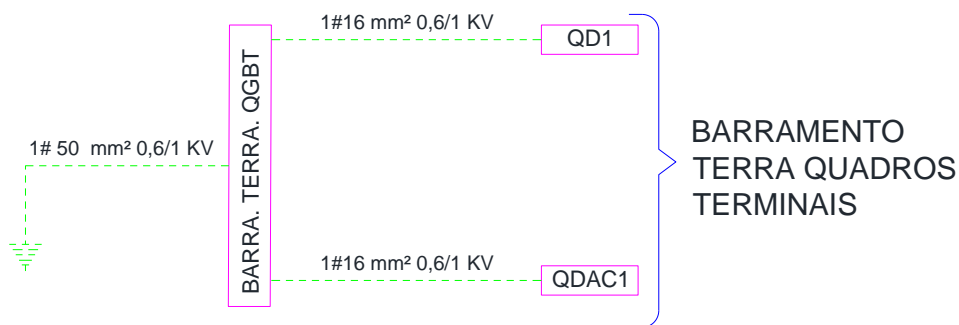 1#16 mm² 0,6/1 KV
QD1
BARRA. TERRA. QGBT
1# 50 mm² 0,6/1 KV
BARRAMENTO
TERRA QUADROS
TERMINAIS
1#16 mm² 0,6/1 KV
QDAC1